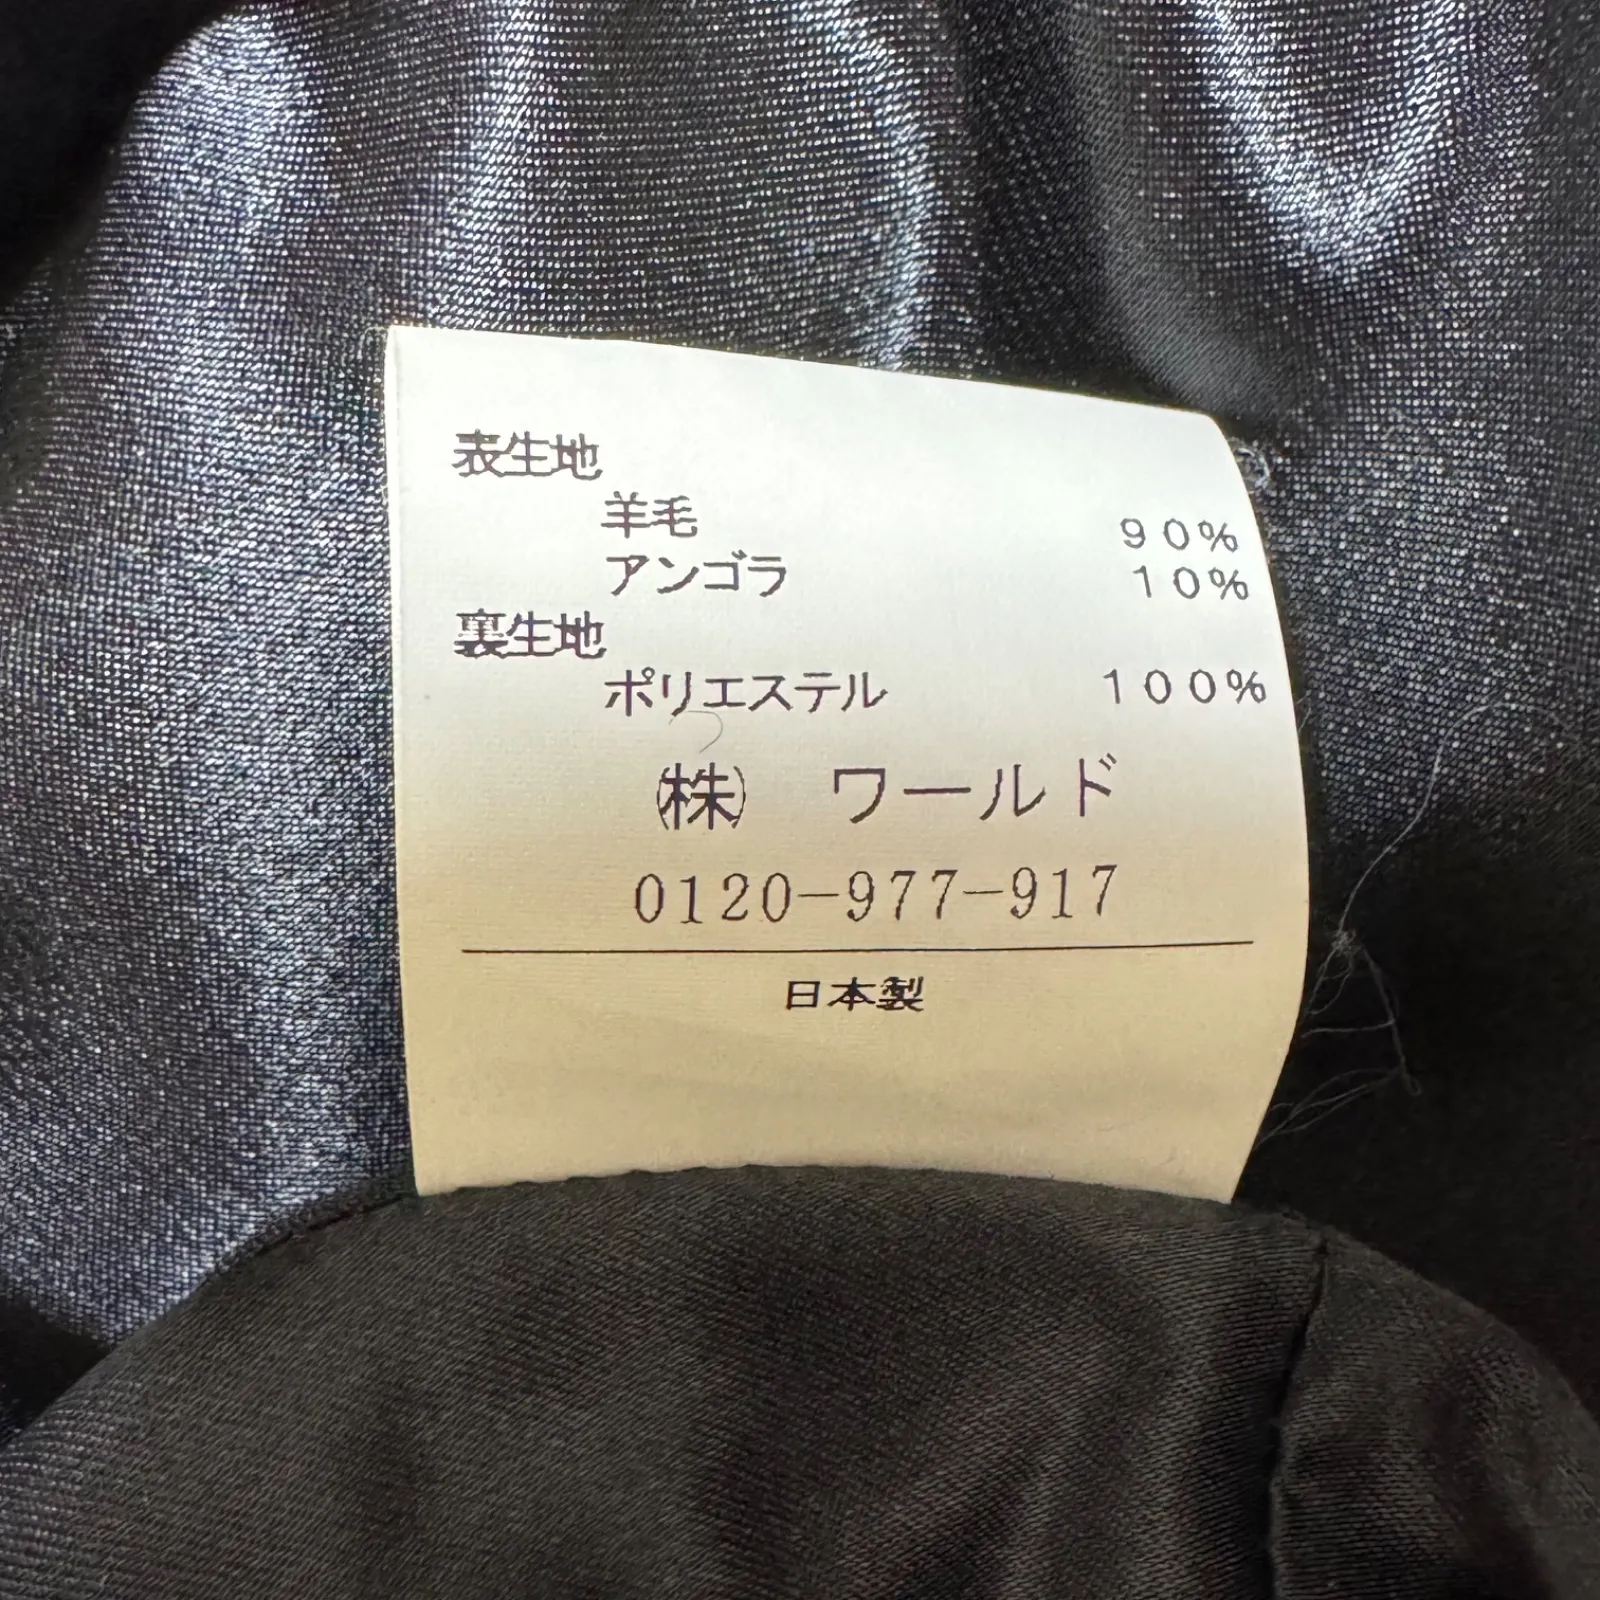 表生地
羊毛 90%
アンゴラ 10%
裏生地
ポリエステル 100%
㈱ ワールド
0120-977-917
日本製